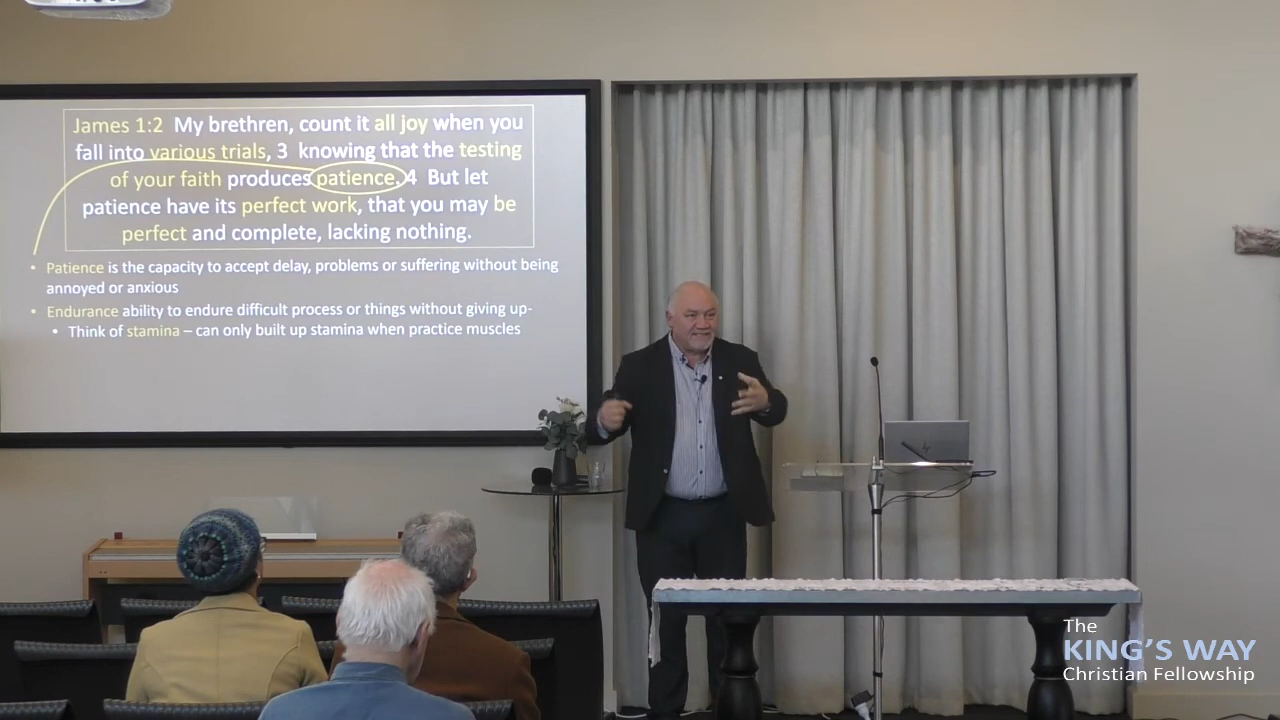 James 1:2 My brethren, count it all joy when you
fall into various trials, 3 knowing that the testing
of your faith produces patience. 4 But let
patience have its perfect work, that you may be
perfect and complete, lacking nothing.
• Patience is the capacity to accept delay, problems or suffering without being
annoyed or anxious
• Endurance ability to endure difficult process or things without giving up-
• Think of stamina – can only built up stamina when practice muscles
hp
The
KING'S WAY
Christian Fellowship